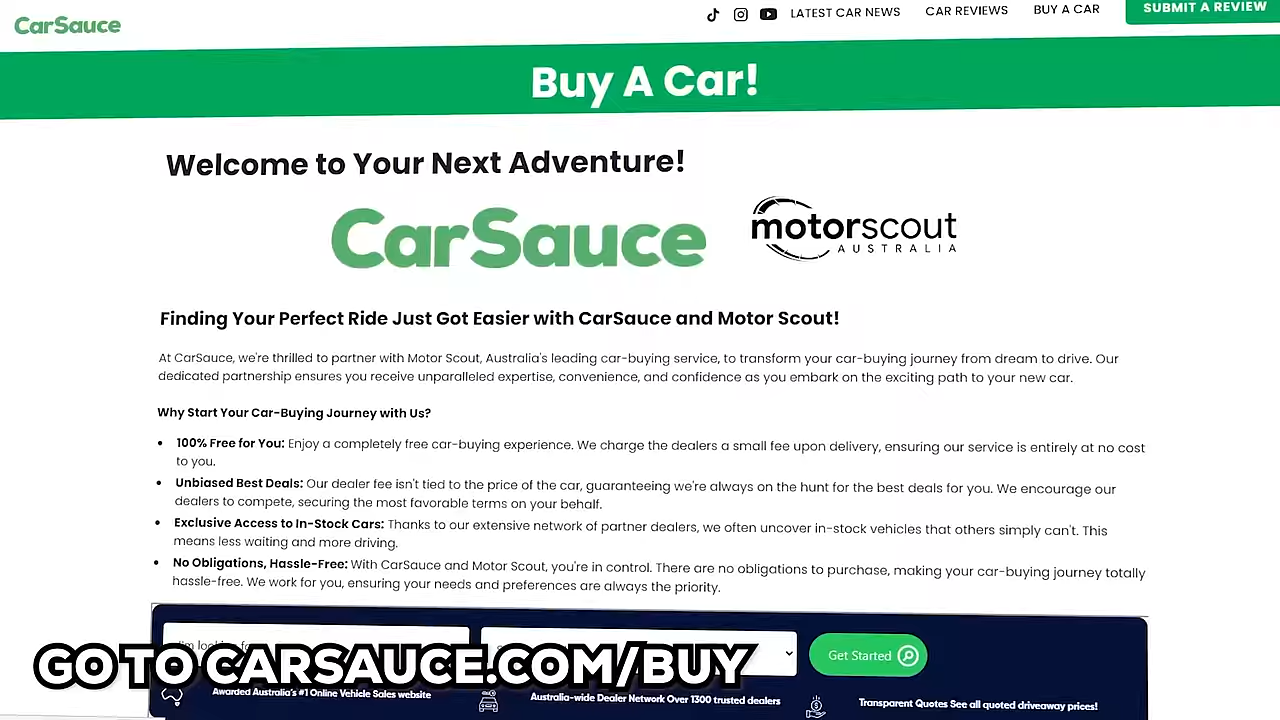 CarSauce
LATEST CAR NEWS
CAR REVIEWS
BUY A CAR
SUBMIT A REVIEW
Buy A Car!
Welcome to Your Next Adventure!
CarSauce
motorscout
AUSTRALIA
Finding Your Perfect Ride Just Got Easier with CarSauce and Motor Scout!
At CarSauce, we're thrilled to partner with Motor Scout, Australia's leading car-buying service, to transform your car-buying journey from dream to drive. Our
dedicated partnership ensures you receive unparalleled expertise, convenience, and confidence as you embark on the exciting path to your new car.
Why Start Your Car-Buying Journey with Us?
• 100% Free for You: Enjoy a completely free car-buying experience. We charge the dealers a small fee upon delivery, ensuring our service is entirely at no cost
to you.
• Unbiased Best Deals: Our dealer fee isn't tied to the price of the car, guaranteeing we're always on the hunt for the best deals for you. We encourage our
dealers to compete, securing the most favorable terms on your behalf.
• Exclusive Access to In-Stock Cars: Thanks to our extensive network of partner dealers, we often uncover in-stock vehicles that others simply can't. This
means less waiting and more driving.
• No Obligations, Hassle-Free: With CarSauce and Motor Scout, you're in control. There are no obligations to purchase, making your car-buying journey totally
hassle-free. We work for you, ensuring your needs and preferences are always the priority.
Get Started
GO TO CARSAUCE.COM/BUY
Awarded Australia's #1 Online Vehicle Sales website
Australia-wide Dealer Network Over 1300 trusted dealers
Transparent Quotes See all quoted driveaway prices!